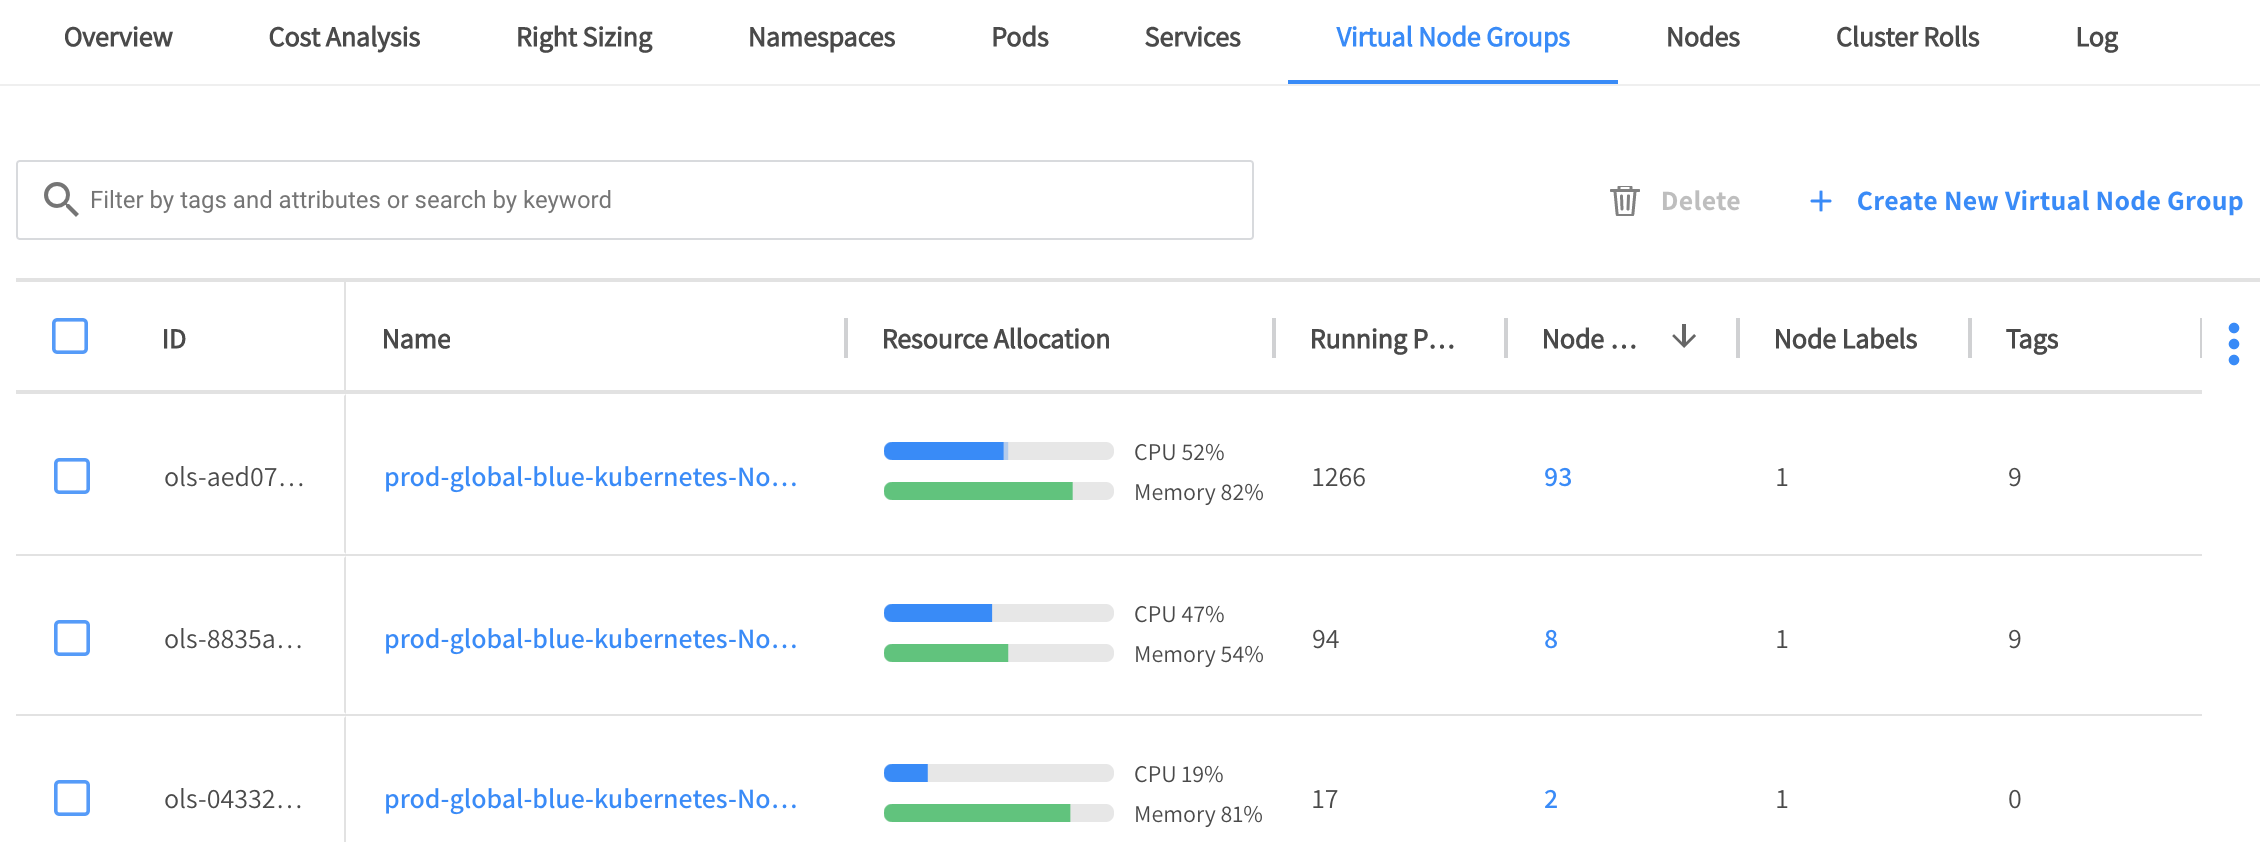 Overview Cost Analysis Right Sizing Namespaces Pods Services Virtual Node Groups Nodes Cluster Rolls Log
Filter by tags and attributes or search by keyword
Delete + Create New Virtual Node Group
ID Name Resource Allocation Running P... Node ... Node Labels Tags
ols-aed07... prod-global-blue-kubernetes-No... CPU 52% 1266 93 1 9
Memory 82%
ols-8835a... prod-global-blue-kubernetes-No... CPU 47% 94 8 1 9
Memory 54%
ols-04332... prod-global-blue-kubernetes-No... CPU 19% 17 2 1 0
Memory 81%